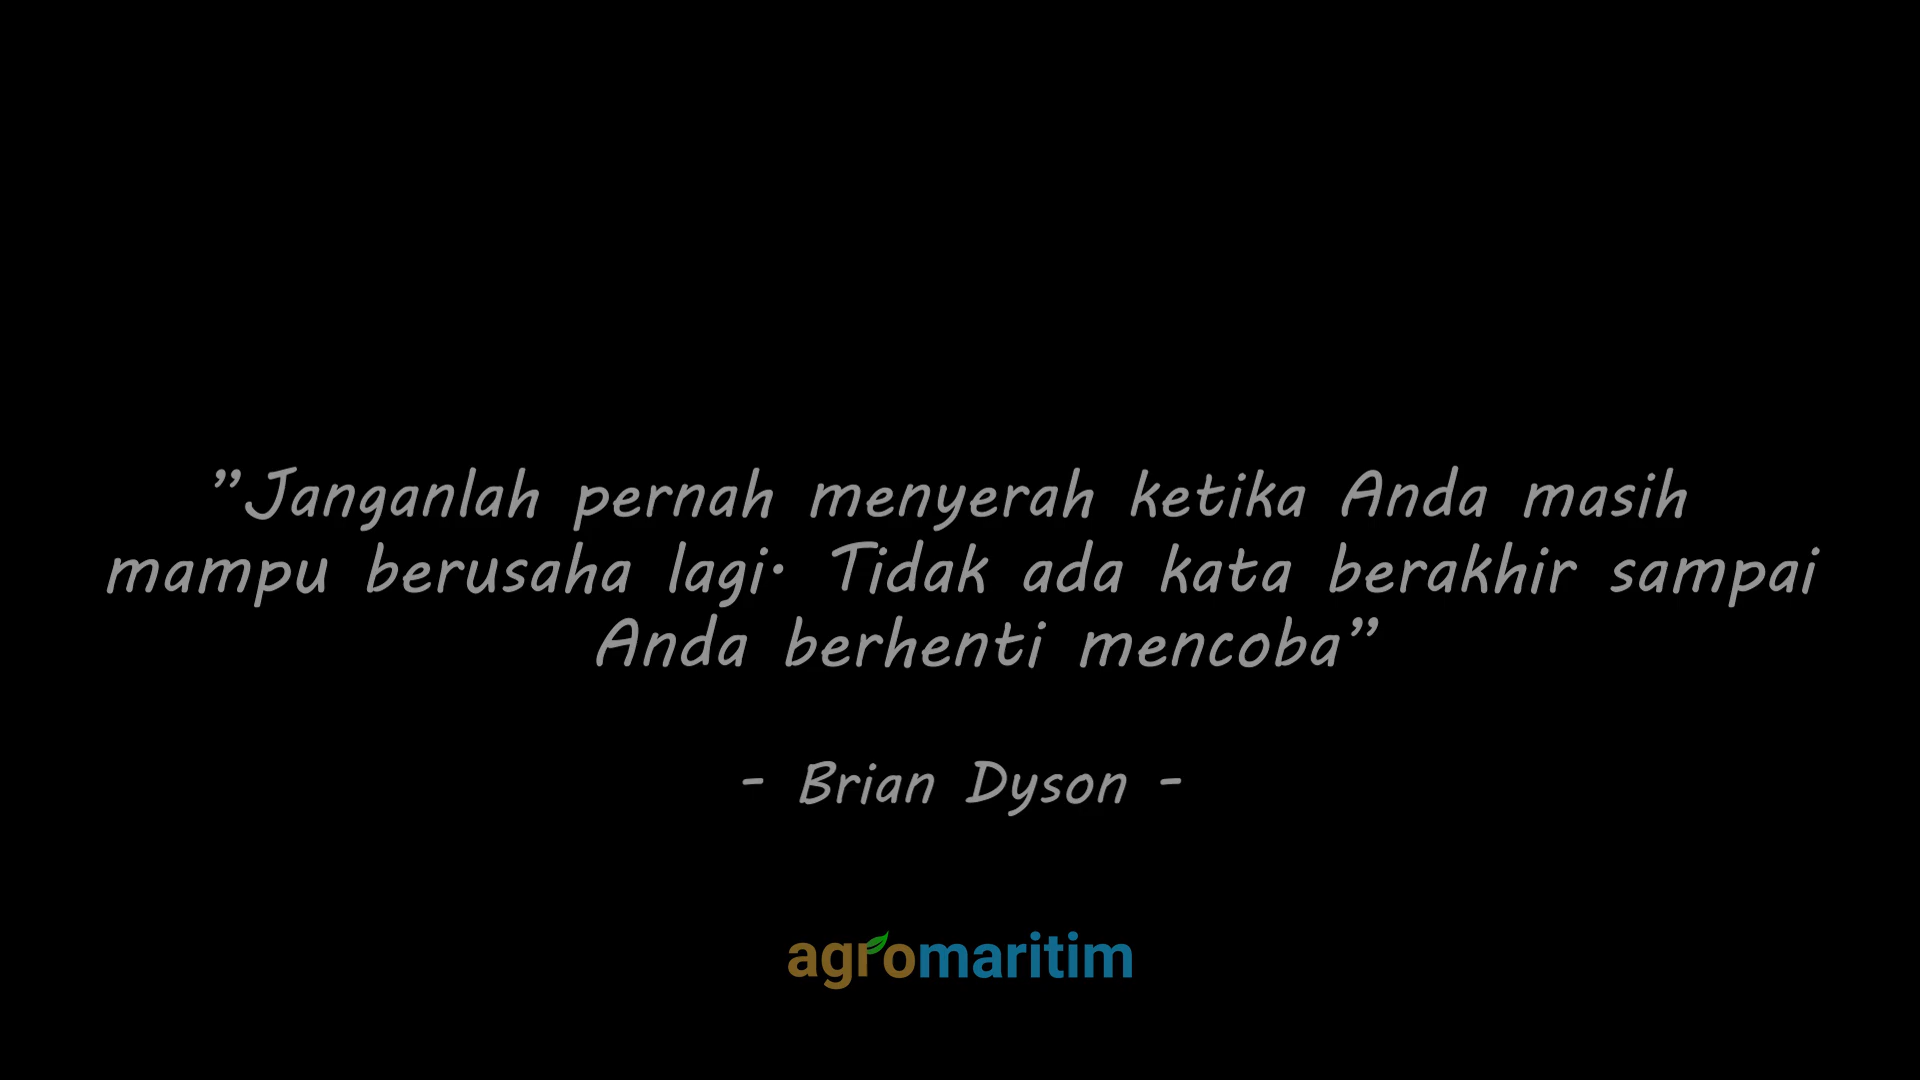 ”Janganlah pernah menyerah ketika Anda masih
mampu berusaha lagi. Tidak ada kata berakhir sampai
Anda berhenti mencoba”
- Brian Dyson -
agromaritim